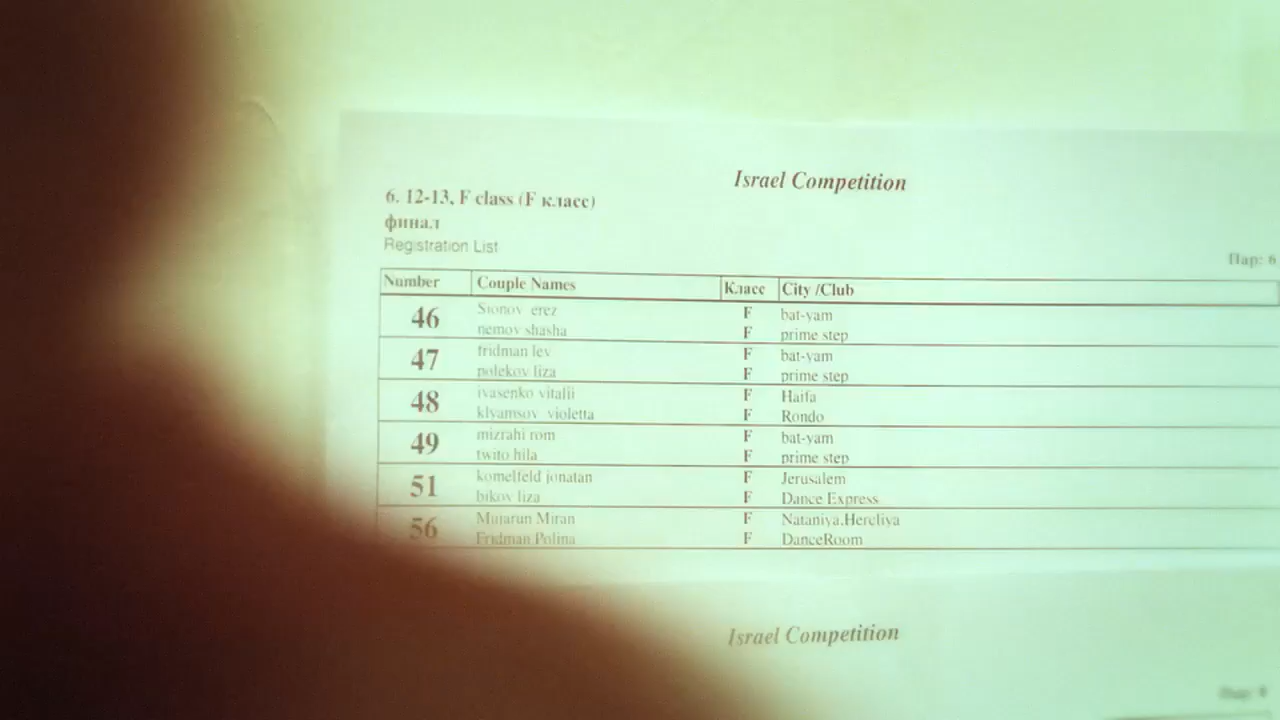 Israel Competition
6. 12-13, F class (F класс)
финал
Registration List
Пар: 6
Number Couple Names Класс City /Club
46 Sionov erez F bat-yam
nemov shasha F prime step
47 fridman lev F bat-yam
polekov liza F prime step
48 ivasenko vitalii F Haifa
klyamsov violetta F Rondo
49 mizrahi rom F bat-yam
twito hila F prime step
51 komelfeld jonatan F Jerusalem
bikov liza F Dance Express
56 Miran F Nataniya.Hercliya
Fridman Polina F DanceRoom
Israel Competition